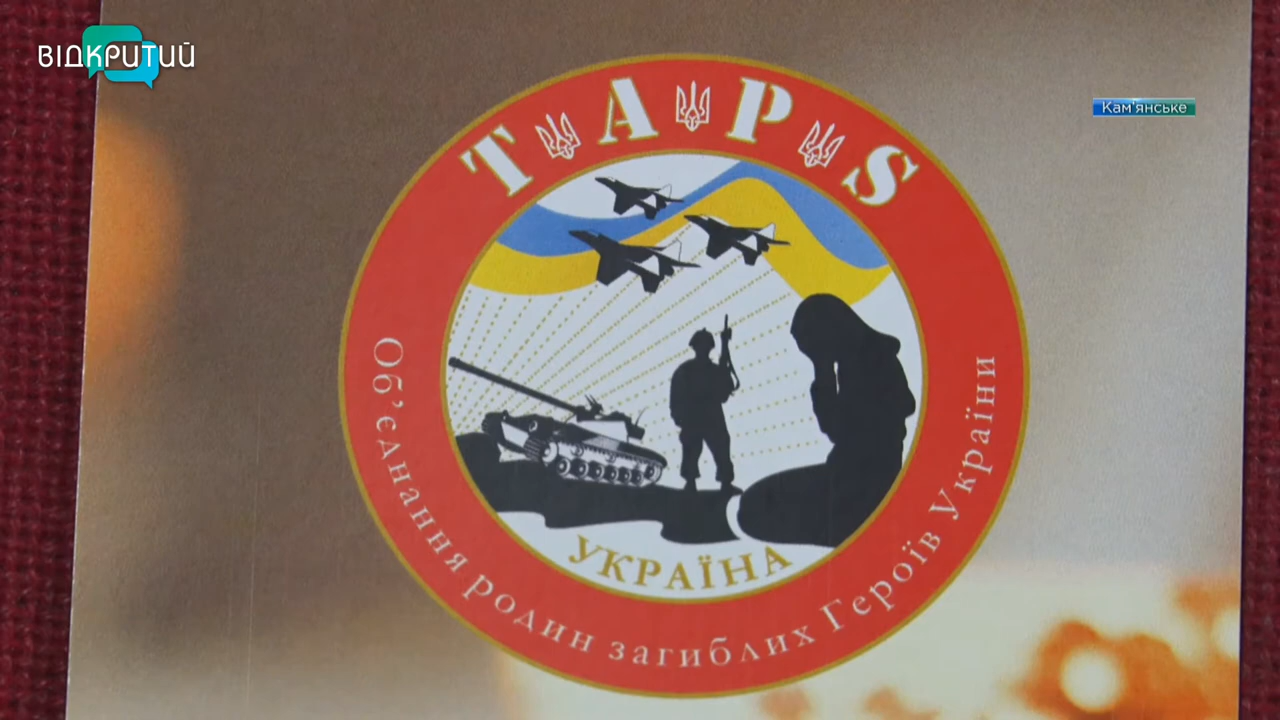 ВІДКРИТИЙ
Кам'янське
TAPS
УКРАЇНА
Об'єднання родин загиблих Героїв України